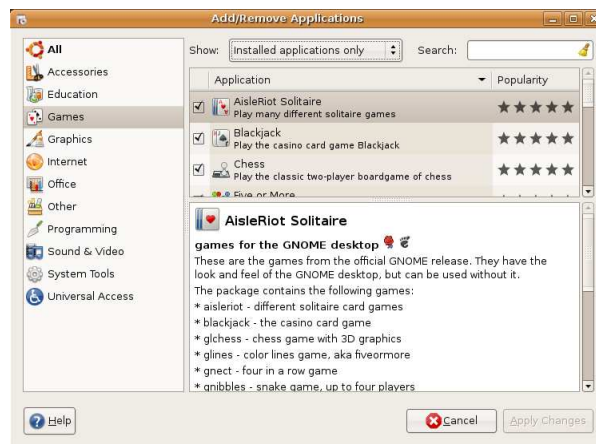 Add/Remove Applications
All
Accessories
Education
Games
Graphics
Internet
Office
Other
Programming
Sound & Video
System Tools
Universal Access
Show: Installed applications only Search:
Application Popularity
AisleRiot Solitaire
Play many different solitaire games
Blackjack
Play the casino card game Blackjack
Chess
Play the classic two-player boardgame of chess
Five or More
AisleRiot Solitaire
games for the GNOME desktop
These are the games from the official GNOME release. They have the
look and feel of the GNOME desktop, but can be used without it.
The package contains the following games:
* aisleriot - different solitaire card games
* blackjack - the casino card game
* glchess - chess game with 3D graphics
* glines - color lines game, aka fiveormore
* gnect - four in a row game
* gnibbles - snake game, up to four players
Help
Cancel
Apply Changes